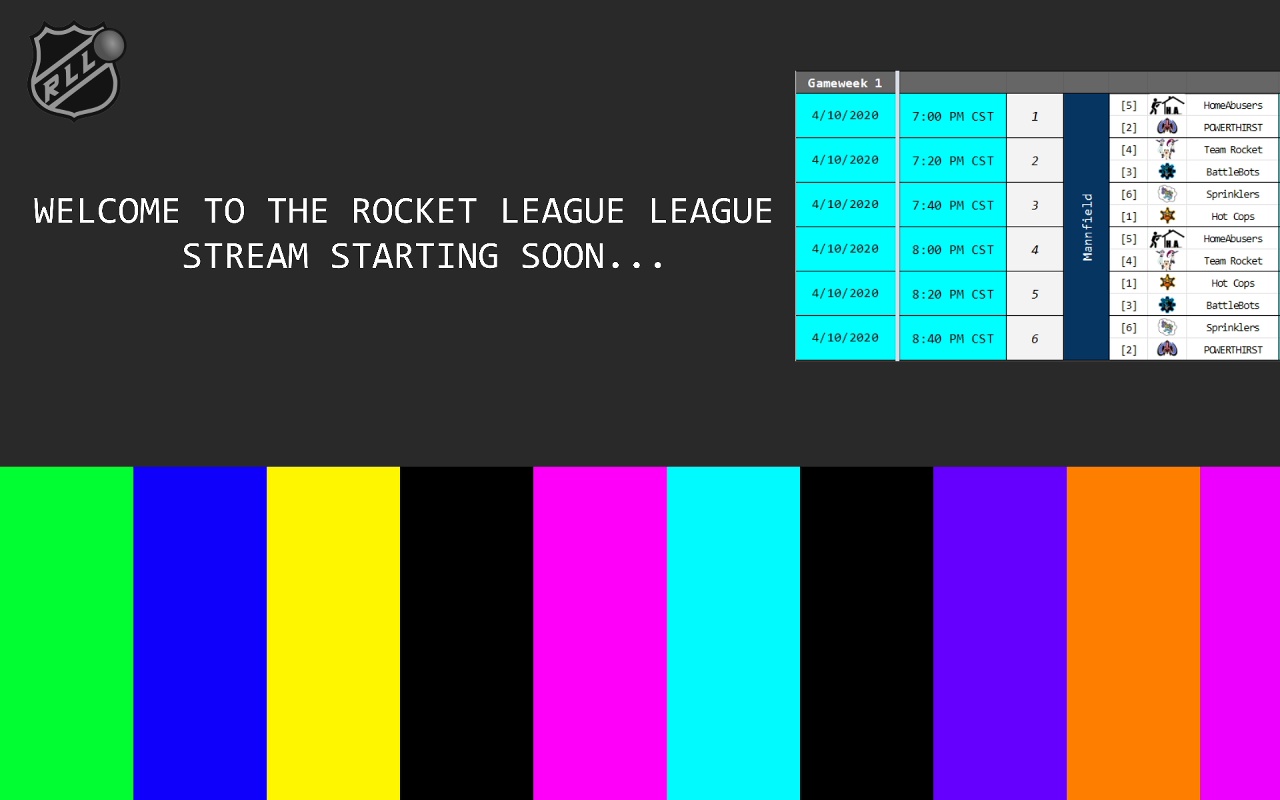 RLL
WELCOME TO THE ROCKET LEAGUE LEAGUE
STREAM STARTING SOON...
Gameweek 1
4/10/2020 7:00 PM CST 1 [5] H.A. HomeAbusers
[2] POWERTHIRST
4/10/2020 7:20 PM CST 2 [4] Team Rocket
[3] BattleBots
4/10/2020 7:40 PM CST 3 [6] Sprinklers
[1] Hot Cops
4/10/2020 8:00 PM CST 4 [5] H.A. HomeAbusers
[4] Team Rocket
4/10/2020 8:20 PM CST 5 [1] Hot Cops
[3] BattleBots
4/10/2020 8:40 PM CST 6 [6] Sprinklers
[2] POWERTHIRST
Mannfield